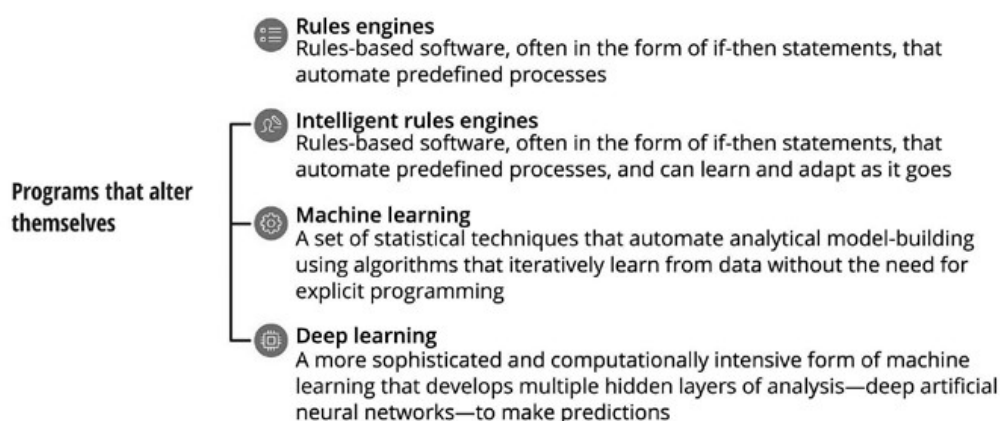 Rules engines
Rules-based software, often in the form of if-then statements, that
automate predefined processes
Intelligent rules engines
Rules-based software, often in the form of if-then statements, that
automate predefined processes, and can learn and adapt as it goes
Programs that alter
themselves
Machine learning
A set of statistical techniques that automate analytical model-building
using algorithms that iteratively learn from data without the need for
explicit programming
Deep learning
A more sophisticated and computationally intensive form of machine
learning that develops multiple hidden layers of analysis—deep artificial
neural networks—to make predictions